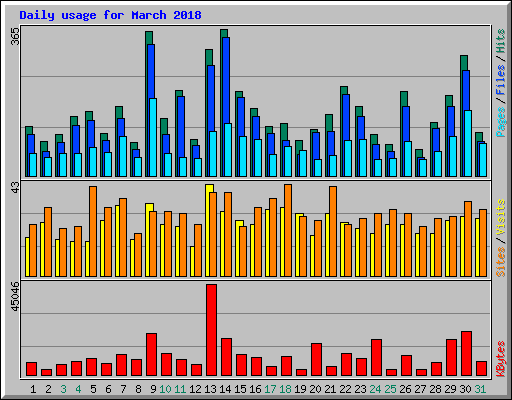 Daily usage for March 2018
365
Pages / Files / Hits
43
Sites / Visits
45046
KBytes
1 2 3 4 5 6 7 8 9 10 11 12 13 14 15 16 17 18 19 20 21 22 23 24 25 26 27 28 29 30 31